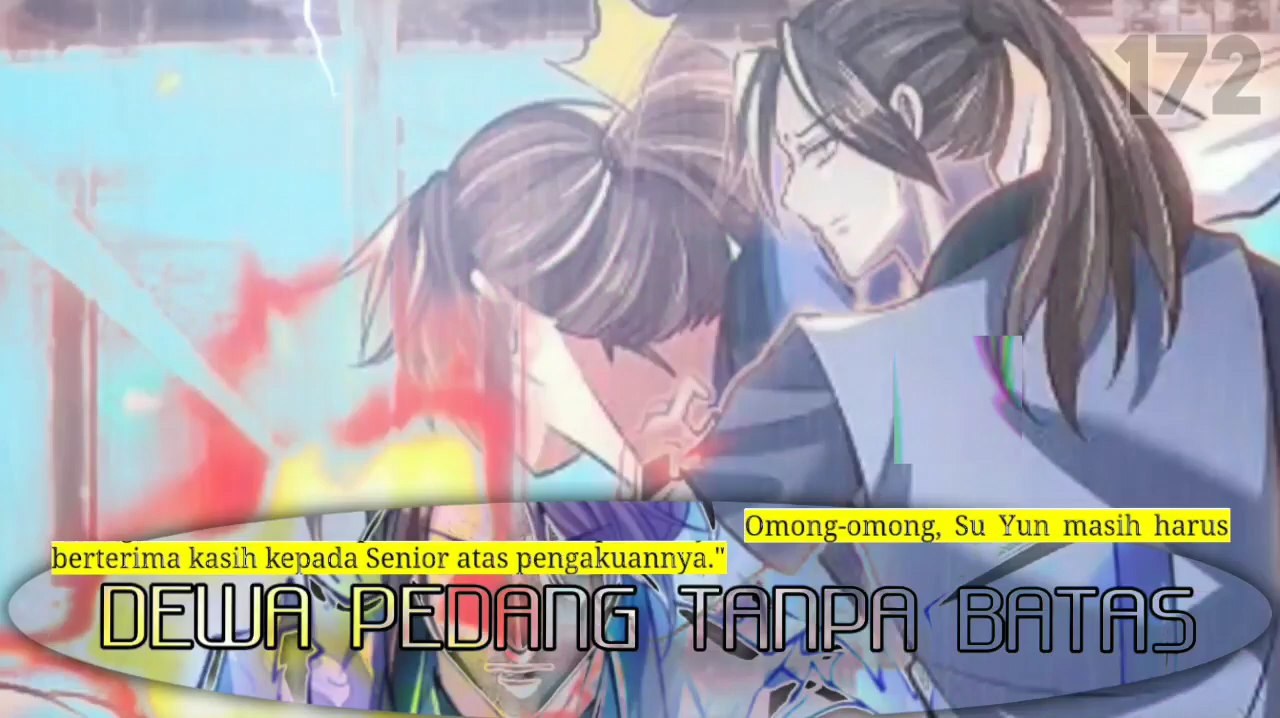 172
Omong-omong, Su Yun masih harus
berterima kasih kepada Senior atas pengakuannya."
DEWA PEDANG TANPA BATAS